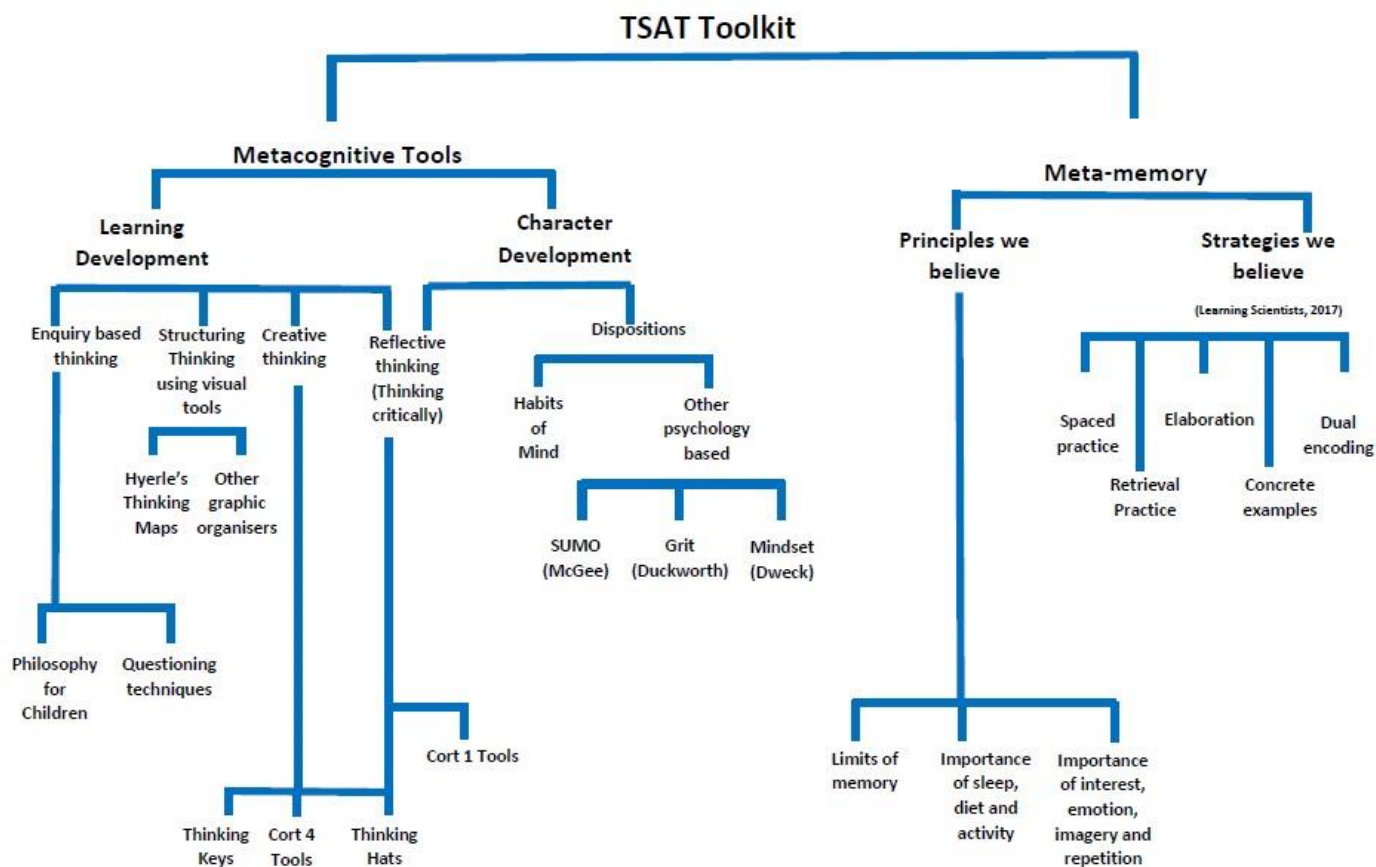 TSAT Toolkit
Metacognitive Tools
Meta-memory
Learning
Development
Character
Development
Principles we
believe
Strategies we
believe
(Learning Scientists, 2017)
Enquiry based
thinking
Structuring
Thinking
using visual
tools
Creative
thinking
Reflective
thinking
(Thinking
critically)
Dispositions
Habits
of
Mind
Other
psychology
based
Spaced
practice
Elaboration
Dual
encoding
Retrieval
Practice
Concrete
examples
Hyerle's
Thinking
Maps
Other
graphic
organisers
SUMO
(McGee)
Grit
(Duckworth)
Mindset
(Dweck)
Philosophy
for
Children
Questioning
techniques
Cort 1 Tools
Limits of
memory
Importance
of sleep,
diet and
activity
Importance
of interest,
emotion,
imagery and
repetition
Thinking
Keys
Cort 4
Tools
Thinking
Hats